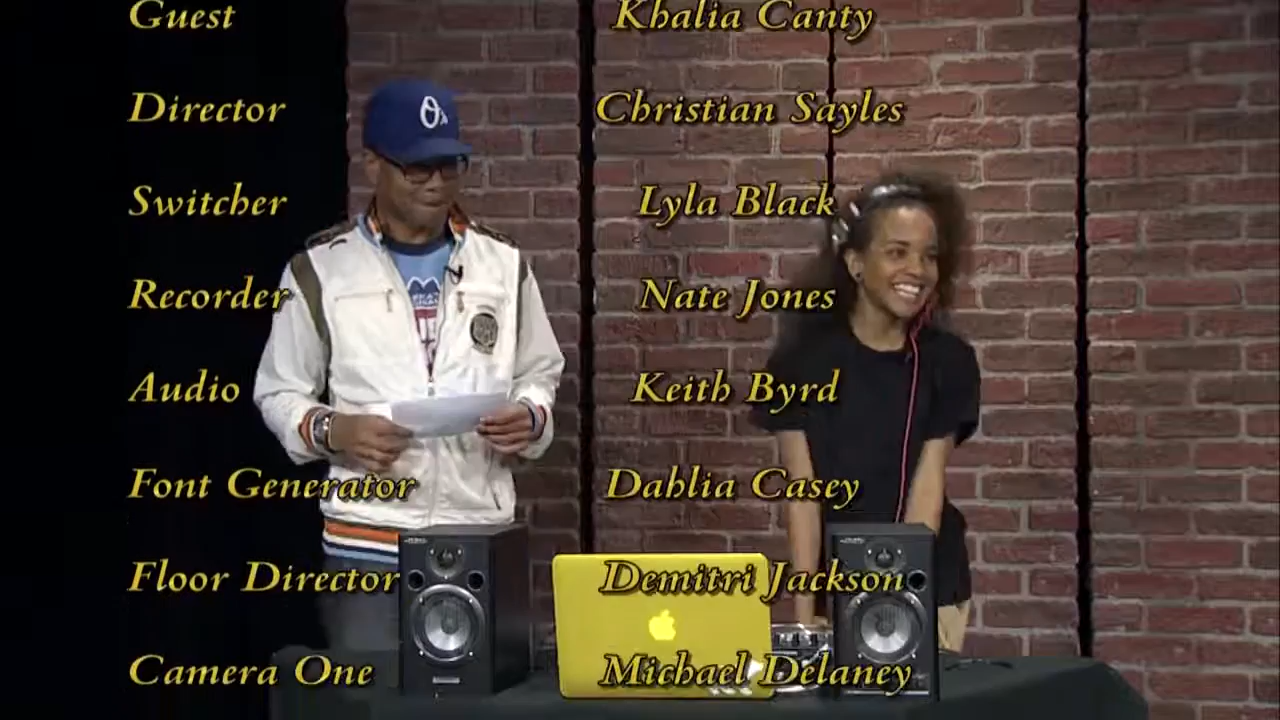 Guest Khalia Canty
Director Christian Sayles
Switcher Lyla Black
Recorder Nate Jones
Audio Keith Byrd
Font Generator Dahlia Casey
Floor Director Demitri Jackson
Camera One Michael Delaney